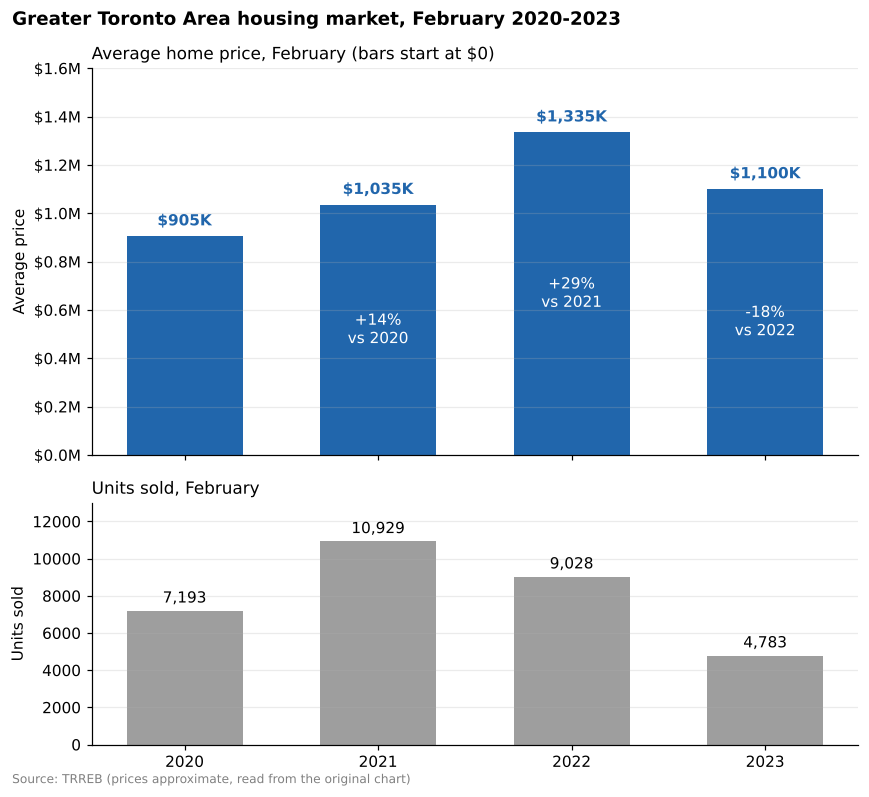 Greater Toronto Area housing market, February 2020-2023
Average home price, February (bars start at $0)
Average price
$1.6M
$1.4M
$1.2M
$1.0M
$0.8M
$0.6M
$0.4M
$0.2M
$0.0M
$905K
$1,035K
+14%
vs 2020
$1,335K
+29%
vs 2021
$1,100K
-18%
vs 2022
Units sold, February
Units sold
12000
10000
8000
6000
4000
2000
0
7,193
10,929
9,028
4,783
2020
2021
2022
2023
Source: TRREB (prices approximate, read from the original chart)